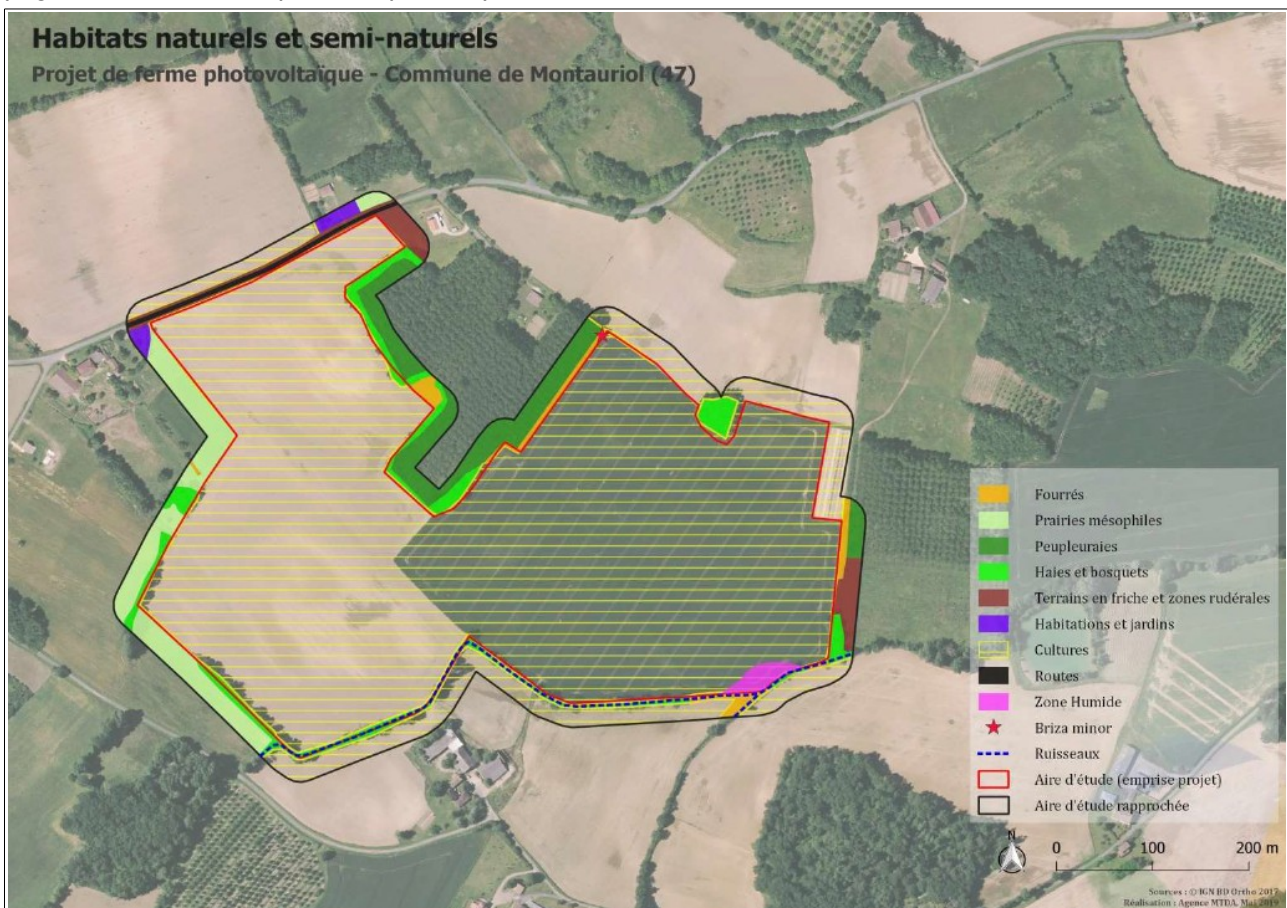 Habitats naturels et semi-naturels
Projet de ferme photovoltaïque - Commune de Montauriol (47)
Fourrés
Prairies mésophiles
Peupleuraies
Haies et bosquets
Terrains en friche et zones rudérales
Habitations et jardins
Cultures
Routes
Zone Humide
Briza minor
Ruisseaux
Aire d'étude (emprise projet)
Aire d'étude rapprochée
N
0 100 200 m
Sources : © IGN BD Ortho 2017
Réalisation : Agence MTDA, Mai 2019